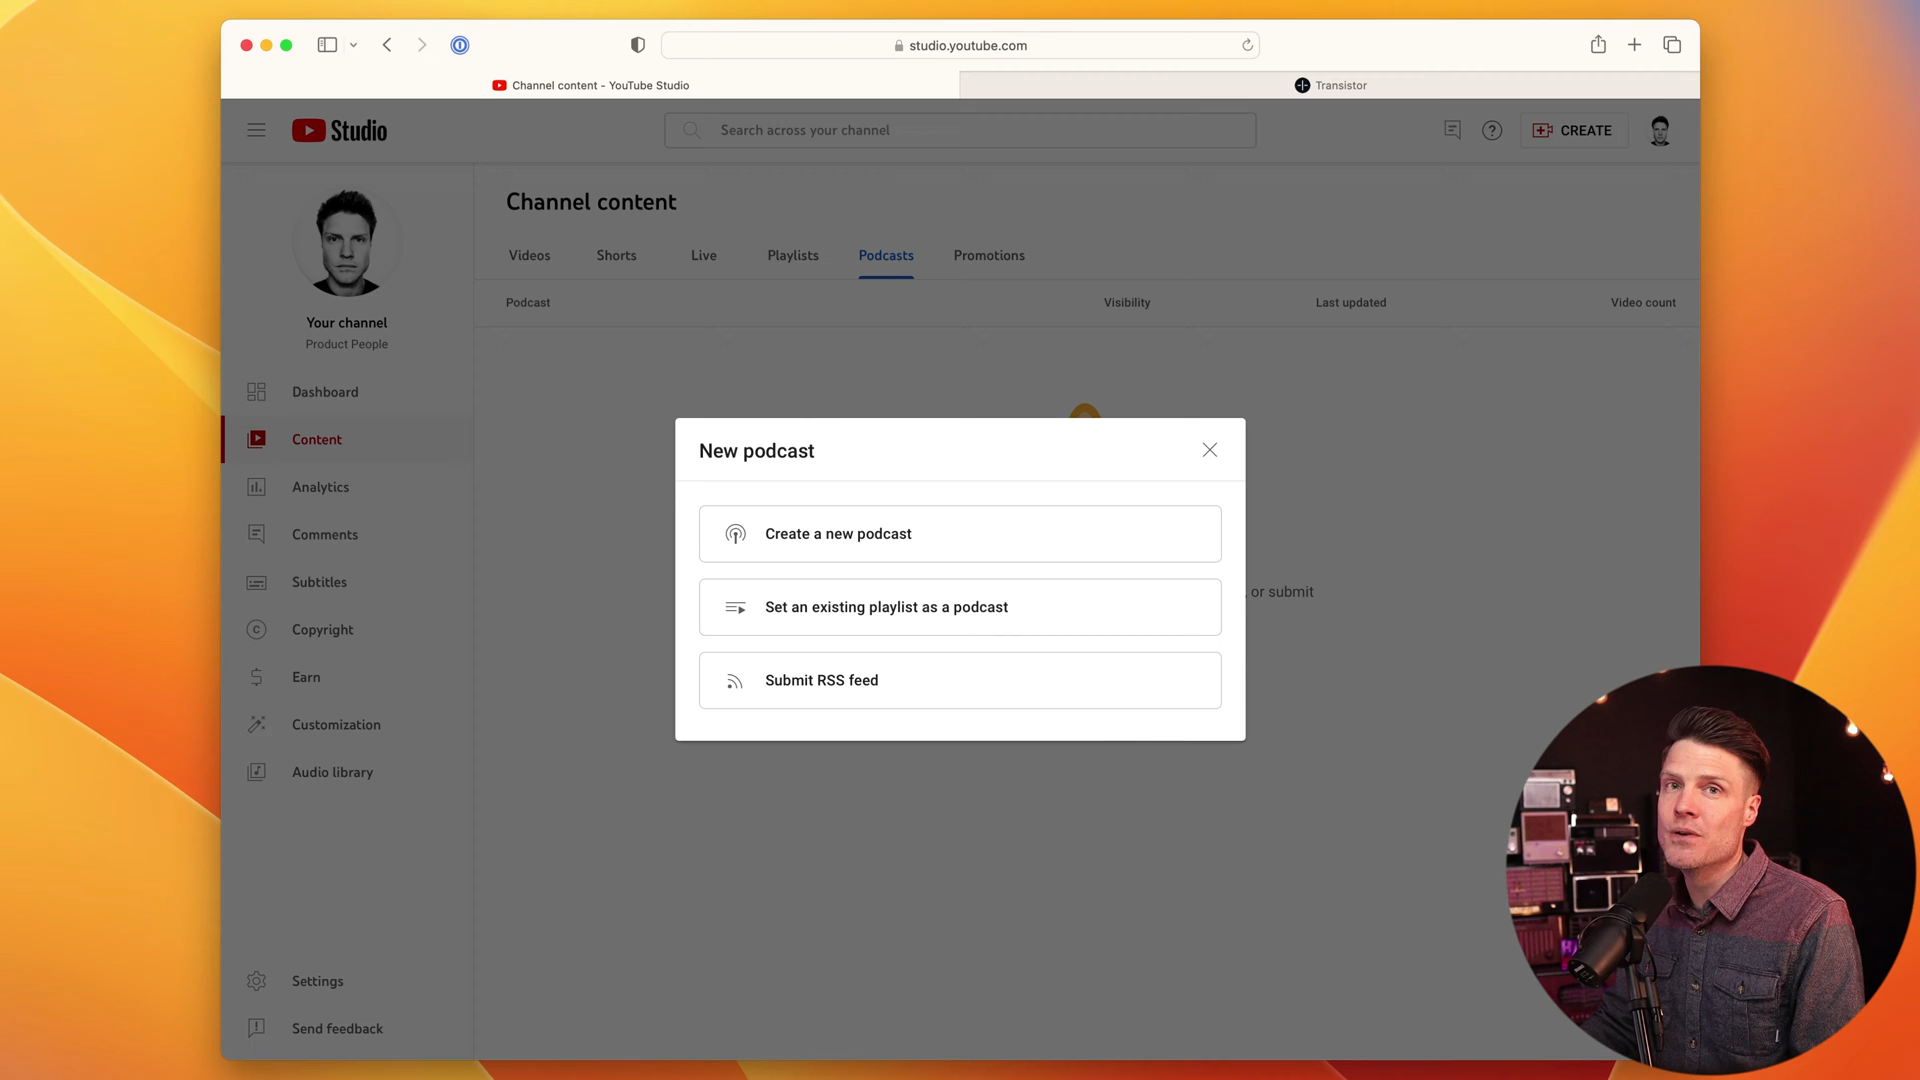 studio.youtube.com
Channel content - YouTube Studio
Transistor
Studio
Search across your channel
CREATE
Channel content
Videos
Shorts
Live
Playlists
Podcasts
Promotions
Podcast
Visibility
Last updated
Video count
Your channel
Product People
Dashboard
Content
Analytics
Comments
Subtitles
Copyright
Earn
Customization
Audio library
Settings
Send feedback
New podcast
Create a new podcast
Set an existing playlist as a podcast
Submit RSS feed
, or submit